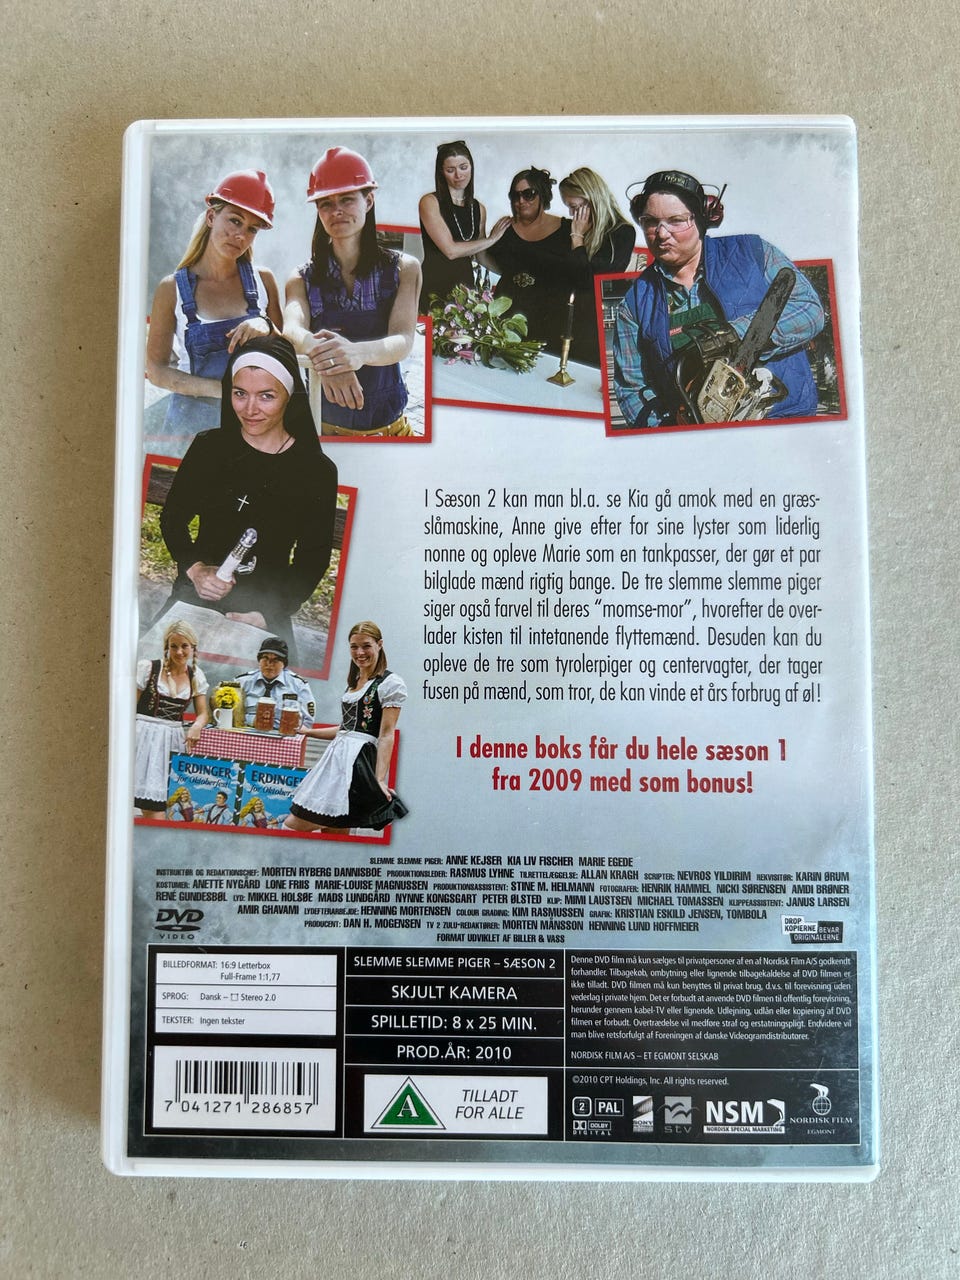 I Sæson 2 kan man bl.a. se Kia gå amok med en græs-
slåmaskine, Anne give efter for sine lyster som liderlig
nonne og opleve Marie som en tankpasser, der gør et par
bilglade mænd rigtig bange. De tre slemme slemme piger
siger også farvel til deres "momse-mor", hvorefter de over-
lader kisten til intetanende flyttemænd. Desuden kan du
opleve de tre som tyrolerpiger og centervagter, der tager
fusen på mænd, som tror, de kan vinde et års forbrug af øl!
I denne boks får du hele sæson 1
fra 2009 med som bonus!
ERDINGER
for Oktoberfest!
ERDINGER
for Oktoberfest
SLEMME SLEMME PIGER: ANNE KEJSER KIA LIV FISCHER MARIE EGEDE
INSTRUKTØR OG REDAKTIONSCHEF: MORTEN RYBERG DANNISBOE PRODUKTIONSLEDER: RASMUS LYHNE TILRETTELÆGGELSE: ALLAN KRAGH SCRIPTER: NEVROS YILDIRIM REKVISITØR: KARIN ØRUM
KOSTUMER: ANETTE NYGÅRD LONE FRIIS MARIE-LOUISE MAGNUSSEN PRODUKTIONSASSISTENT: STINE M. HEILMANN FOTOGRAFER: HENRIK HAMMEL NICKI SØRENSEN AMDI BRØNER
RENÉ GUNDESBØL LYD: MIKKEL HOLSØE MADS LUNDGÅRD NYNNE KONGSGART PETER ØLSTED KLIP: MIMI LAUSTSEN MICHAEL TOMASSEN KLIPPEASSISTENT: JANUS LARSEN
AMIR GHAVAMI LYDEFTERARBEJDE: HENNING MORTENSEN COLOUR GRADING: KIM RASMUSSEN GRAFIK: KRISTIAN ESKILD JENSEN, TOMBOLA
PRODUCENT: DAN H. MOGENSEN TV 2 ZULU-REDAKTØRER: MORTEN MÅNSSON HENNING LUND HOFFMEIER
FORMAT UDVIKLET AF BILLER & VASS
DVD
VIDEO
DROP
KOPIERNE BEVAR
ORIGINALERNE
BILLEDFORMAT: 16:9 Letterbox
Full-Frame 1:1,77
SPROG: Dansk – Stereo 2.0
TEKSTER: Ingen tekster
7 041271 286857
SLEMME SLEMME PIGER – SÆSON 2
SKJULT KAMERA
SPILLETID: 8 x 25 MIN.
PROD.ÅR: 2010
A
TILLADT
FOR ALLE
Denne DVD film må kun sælges til privatpersoner af en af Nordisk Film A/S godkendt
forhandler. Tilbagekøb, ombytning eller lignende tilbagekaldelse af DVD filmen er
ikke tilladt. DVD filmen må kun benyttes til privat brug, d.v.s. til forevisning uden
vederlag i private hjem. Det er forbudt at anvende DVD filmen til offentlig forevisning,
herunder gennem kabel-TV eller lignende. Udlejning, udlån eller kopiering af DVD
filmen er forbudt. Overtrædelse vil medføre straf og erstatningspligt. Endvidere vil
man blive retsforfulgt af Foreningen af danske Videogramdistributører.
NORDISK FILM A/S – ET EGMONT SELSKAB
©2010 CPT Holdings, Inc. All rights reserved.
2 PAL
DOLBY
DIGITAL
SONY
stv
NSM
NORDISK SPECIAL MARKETING
NORDISK FILM
EGMONT